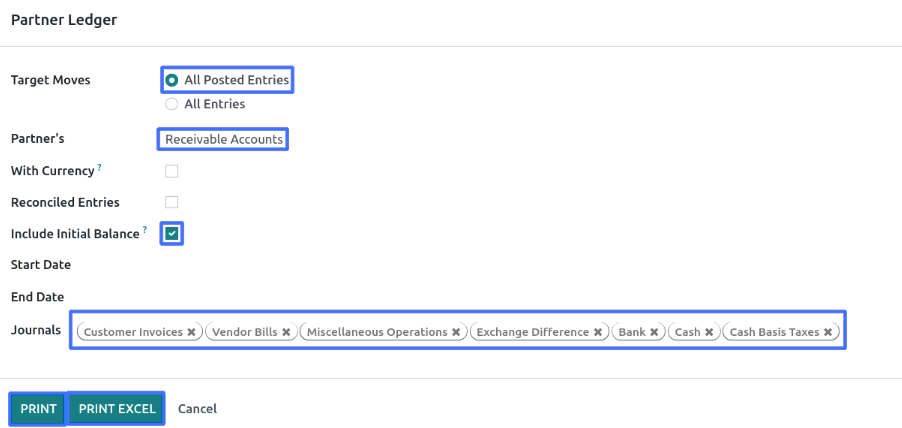 Partner Ledger
Target Moves All Posted Entries
All Entries
Partner's Receivable Accounts
With Currency ?
Reconciled Entries
Include Initial Balance ?
Start Date
End Date
Journals Customer Invoices ✖ Vendor Bills ✖ Miscellaneous Operations ✖ Exchange Difference ✖ Bank ✖ Cash ✖ Cash Basis Taxes ✖
PRINT PRINT EXCEL Cancel